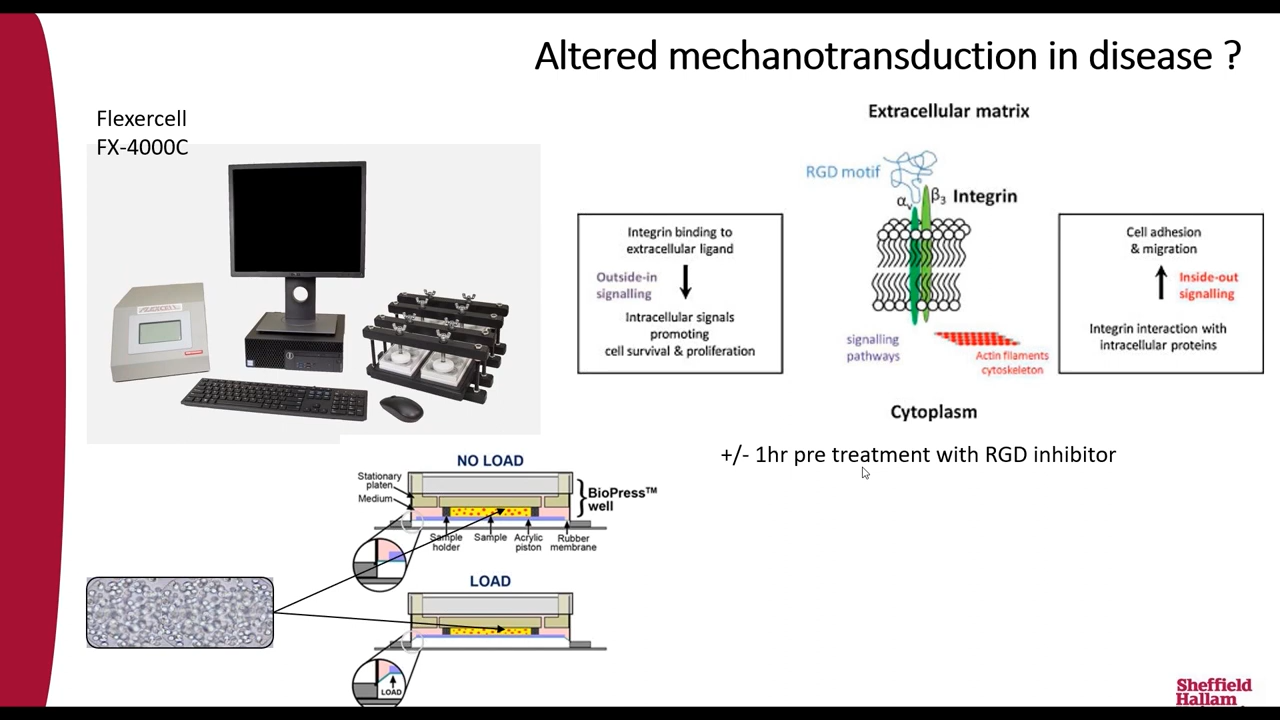 Altered mechanotransduction in disease ?
Flexercell
FX-4000C
FLEXCELL
Extracellular matrix
RGD motif
αv
β3 Integrin
Integrin binding to
extracellular ligand
Outside-in
signalling
Intracellular signals
promoting
cell survival & proliferation
signalling
pathways
Actin filaments
cytoskeleton
Cell adhesion
& migration
Inside-out
signalling
Integrin interaction with
intracellular proteins
Cytoplasm
+/- 1hr pre treatment with RGD inhibitor
NO LOAD
Stationary
platen
Medium
BioPress™
well
Sample
holder
Sample
Acrylic
piston
Rubber
membrane
LOAD
LOAD
Sheffield
Hallam